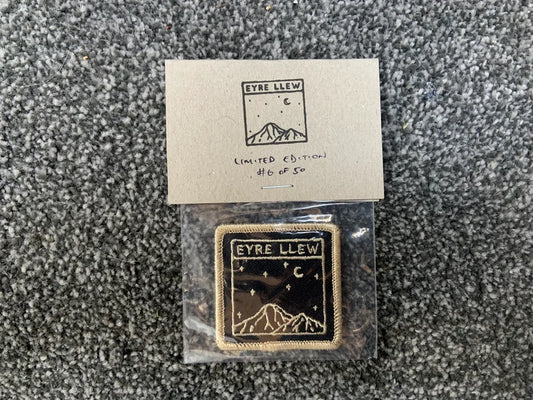 EYRE LLEW
LIMITED EDITION
#6 OF 50
EYRE LLEW